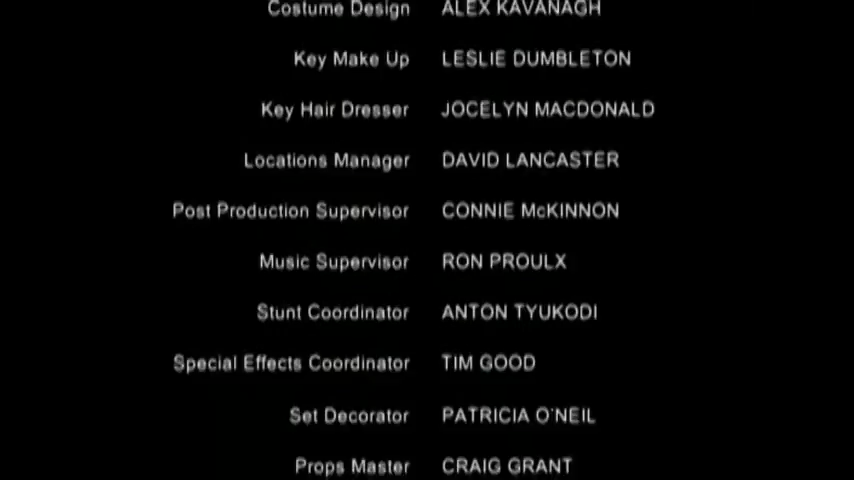 Costume Design ALEX KAVANAGH
Key Make Up LESLIE DUMBLETON
Key Hair Dresser JOCELYN MACDONALD
Locations Manager DAVID LANCASTER
Post Production Supervisor CONNIE McKINNON
Music Supervisor RON PROULX
Stunt Coordinator ANTON TYUKODI
Special Effects Coordinator TIM GOOD
Set Decorator PATRICIA O'NEIL
Props Master CRAIG GRANT